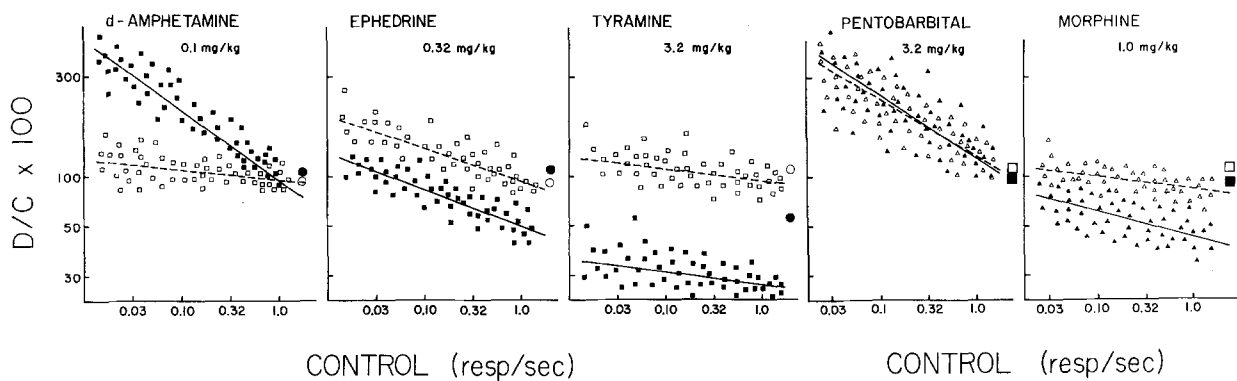 d-AMPHETAMINE EPHEDRINE TYRAMINE PENTOBARBITAL MORPHINE
0.1 mg/kg 0.32 mg/kg 3.2 mg/kg 3.2 mg/kg 1.0 mg/kg
D/C x 100
300
100
50
30
0.03 0.10 0.32 1.0 0.03 0.10 0.32 1.0 0.03 0.10 0.32 1.0 0.03 0.1 0.32 1.0 0.03 0.10 0.32 1.0
CONTROL (resp/sec) CONTROL (resp/sec)